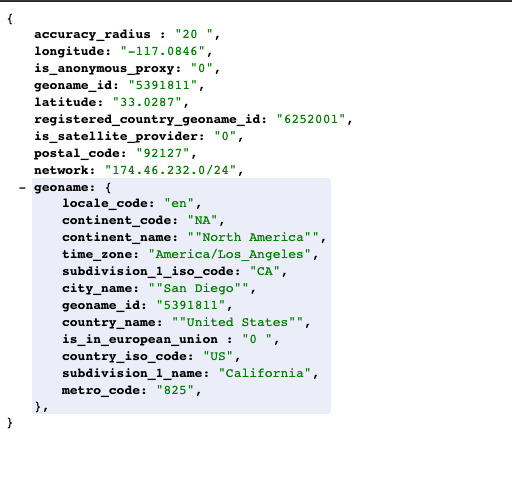 {
accuracy_radius : "20 ",
longitude: "-117.0846",
is_anonymous_proxy: "0",
geoname_id: "5391811",
latitude: "33.0287",
registered_country_geoname_id: "6252001",
is_satellite_provider: "0",
postal_code: "92127",
network: "174.46.232.0/24",
- geoname: {
locale_code: "en",
continent_code: "NA",
continent_name: ""North America"",
time_zone: "America/Los_Angeles",
subdivision_1_iso_code: "CA",
city_name: ""San Diego"",
geoname_id: "5391811",
country_name: ""United States"",
is_in_european_union : "0 ",
country_iso_code: "US",
subdivision_1_name: "California",
metro_code: "825",
},
}